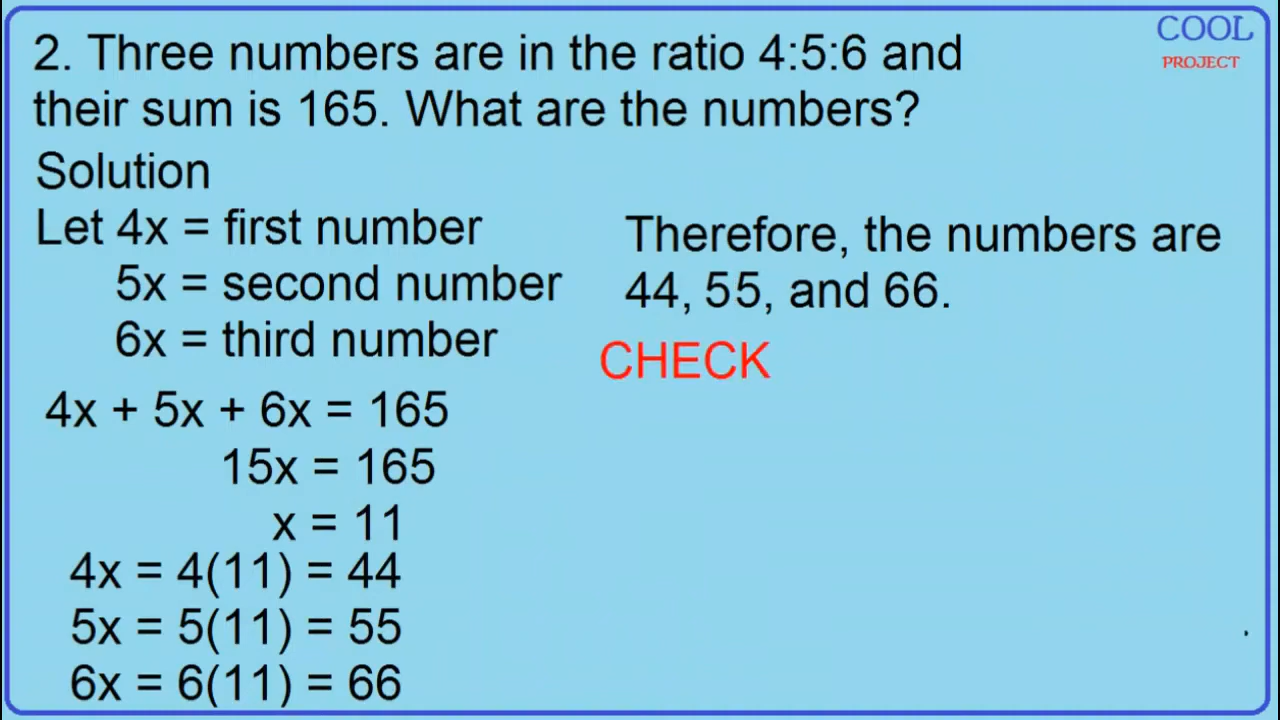 COOL
PROJECT
2. Three numbers are in the ratio 4:5:6 and
their sum is 165. What are the numbers?
Solution
Let 4x = first number
5x = second number
6x = third number
4x + 5x + 6x = 165
15x = 165
x = 11
4x = 4(11) = 44
5x = 5(11) = 55
6x = 6(11) = 66
Therefore, the numbers are
44, 55, and 66.
CHECK